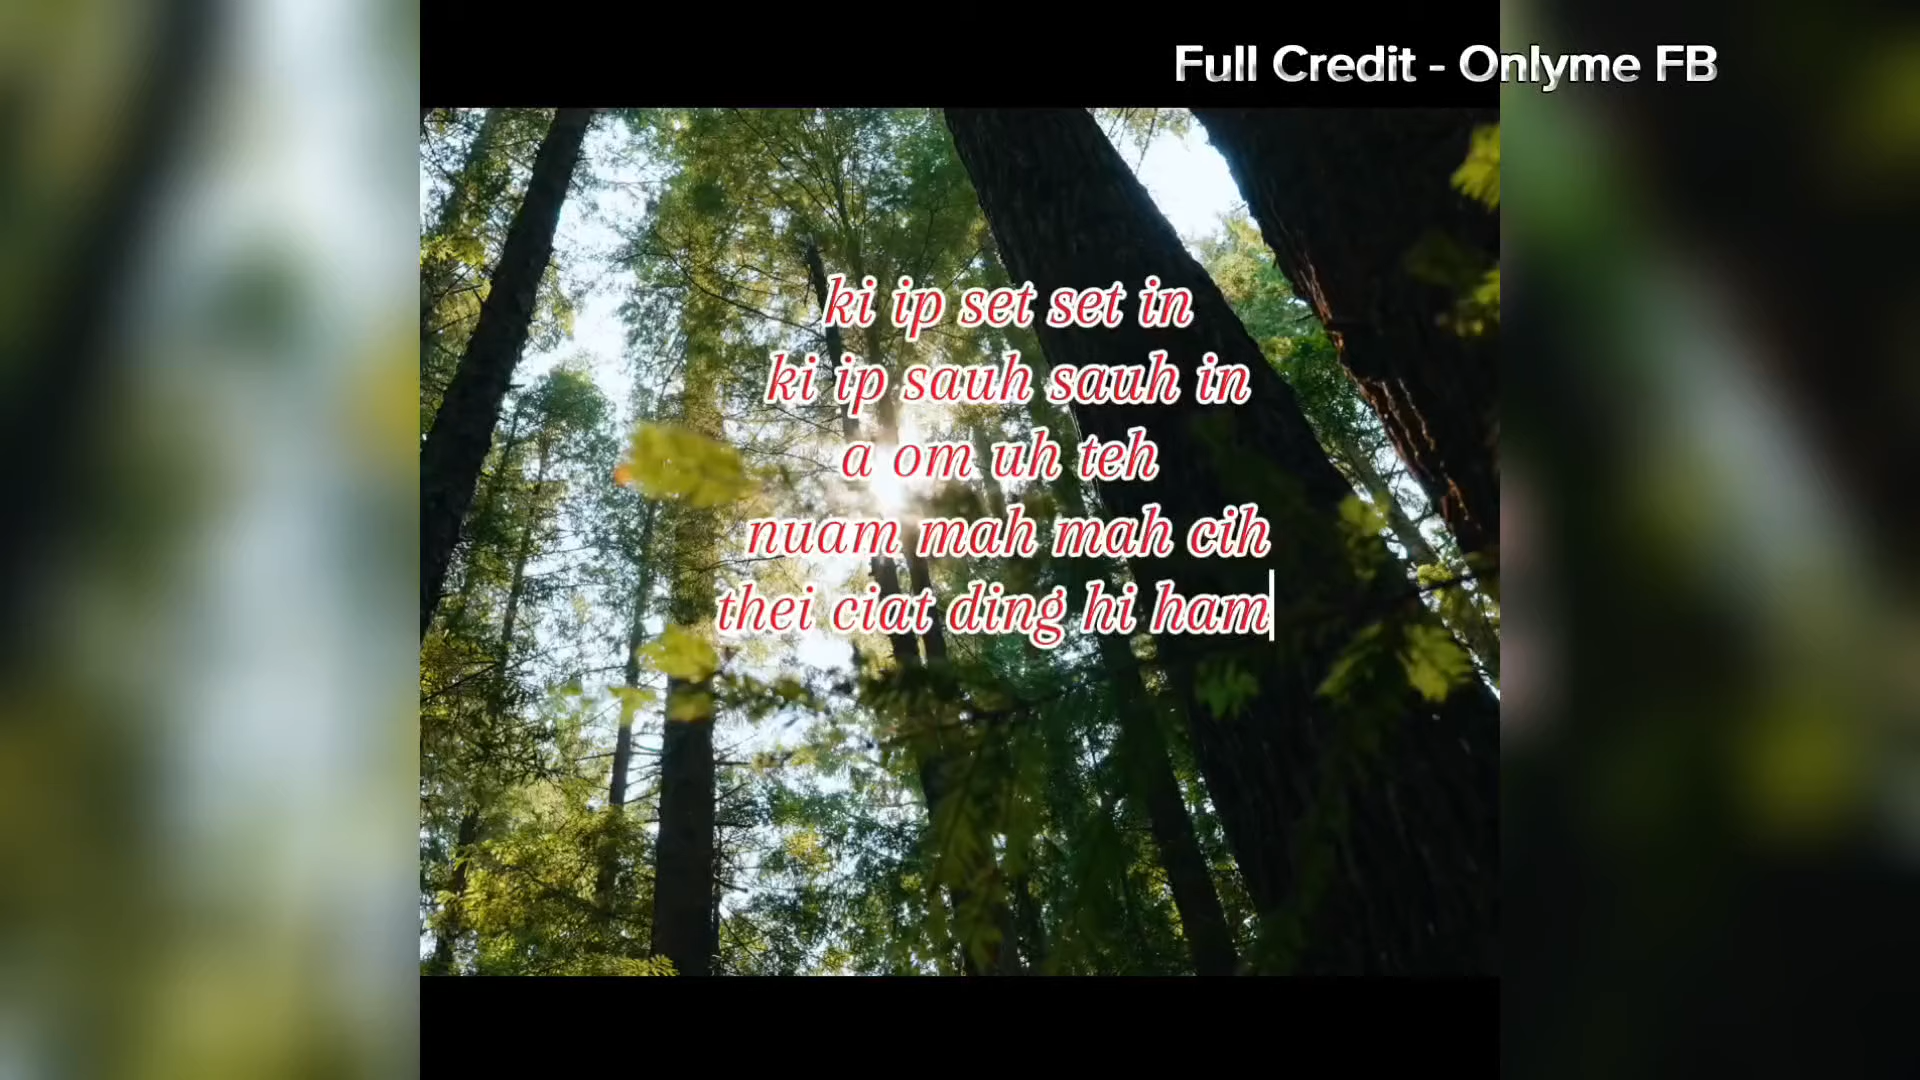 Full Credit - Onlyme FB
ki ip set set in
ki ip sauh sauh in
a om uh teh
nuam mah mah cih
thei ciat ding hi ham